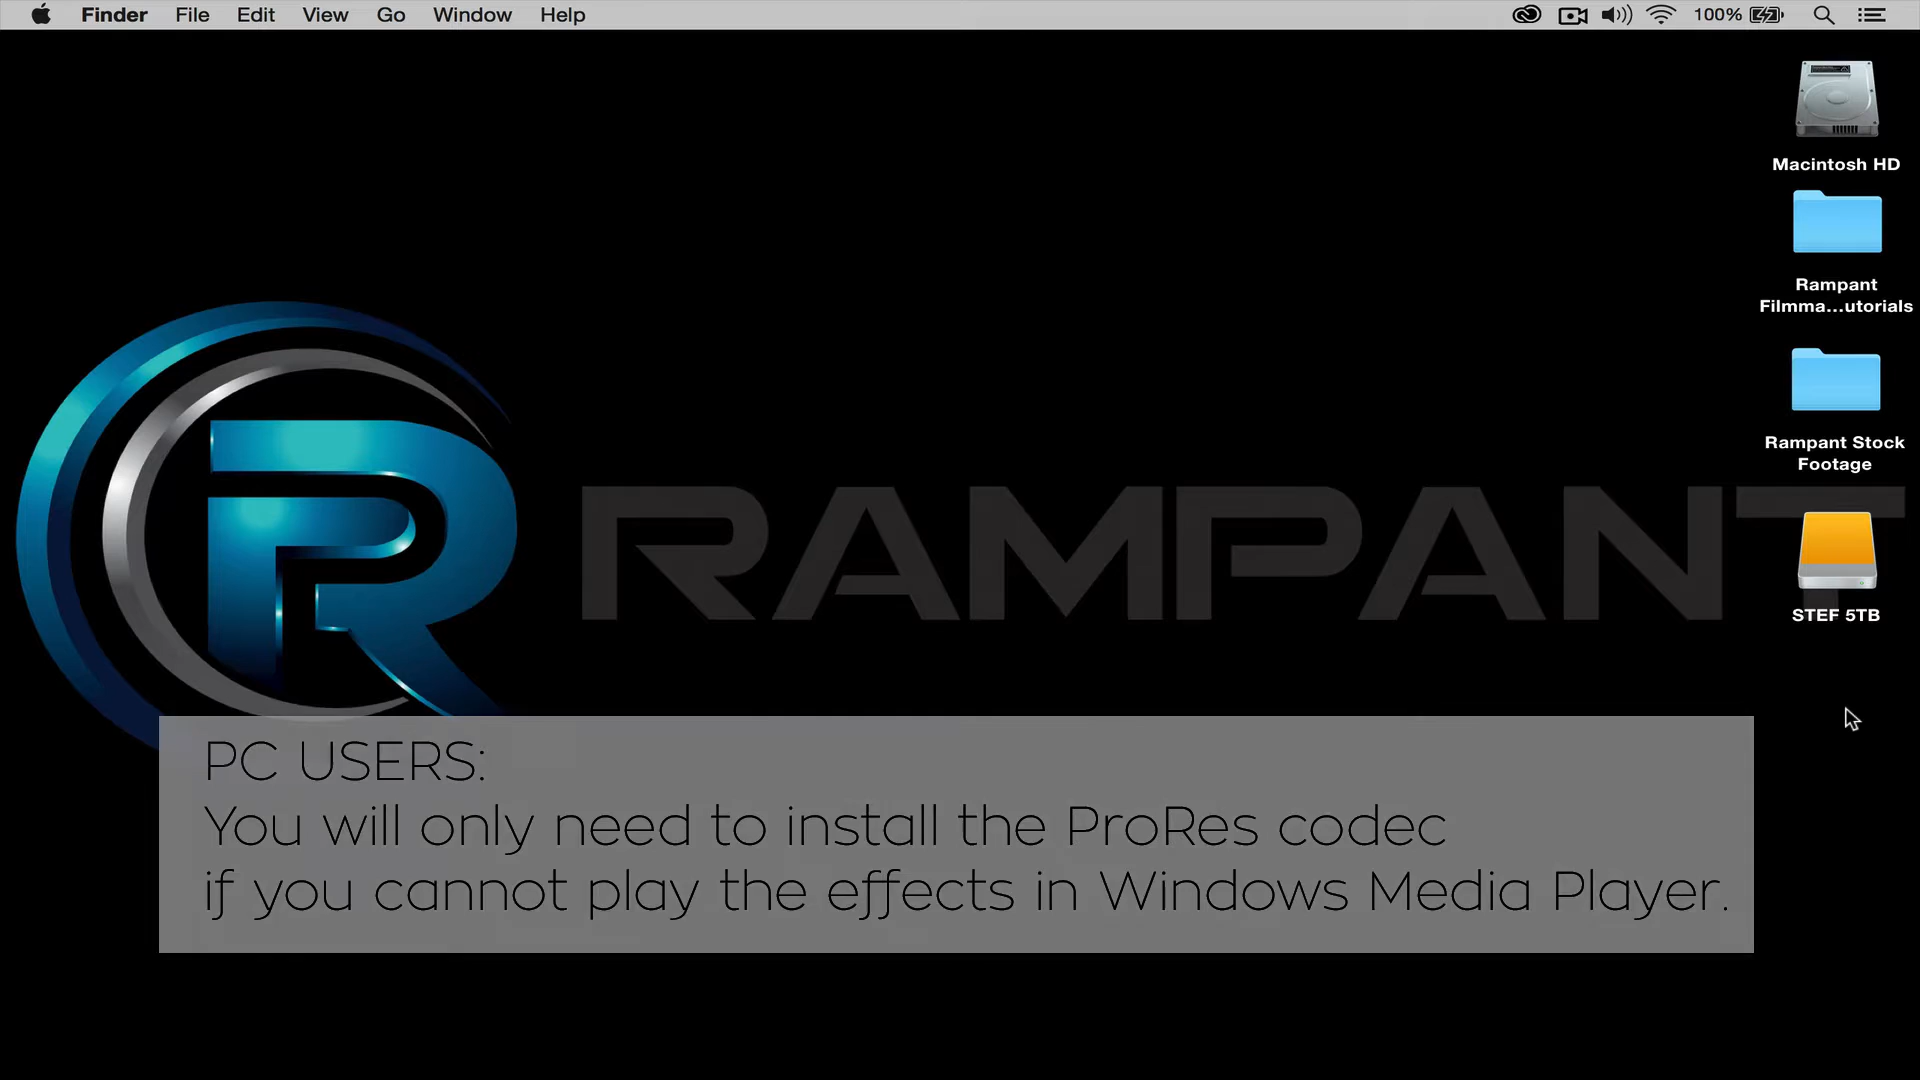 Finder File Edit View Go Window Help 100%
Macintosh HD
Rampant
Filmma...utorials
Rampant Stock
Footage
RAMPANT
STEF 5TB
PC USERS:
You will only need to install the ProRes codec
if you cannot play the effects in Windows Media Player.